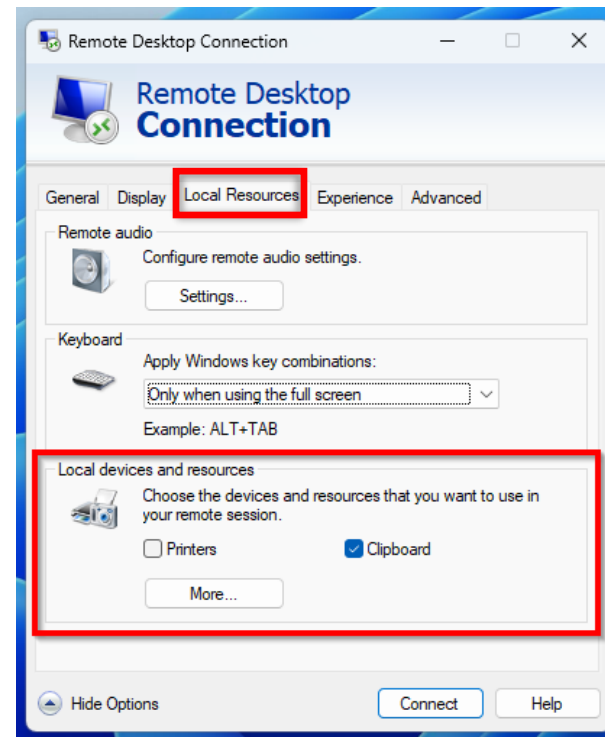 Remote Desktop Connection
Remote Desktop
Connection
General Display Local Resources Experience Advanced
Remote audio
Configure remote audio settings.
Settings...
Keyboard
Apply Windows key combinations:
Only when using the full screen
Example: ALT+TAB
Local devices and resources
Choose the devices and resources that you want to use in
your remote session.
Printers Clipboard
More...
Hide Options Connect Help